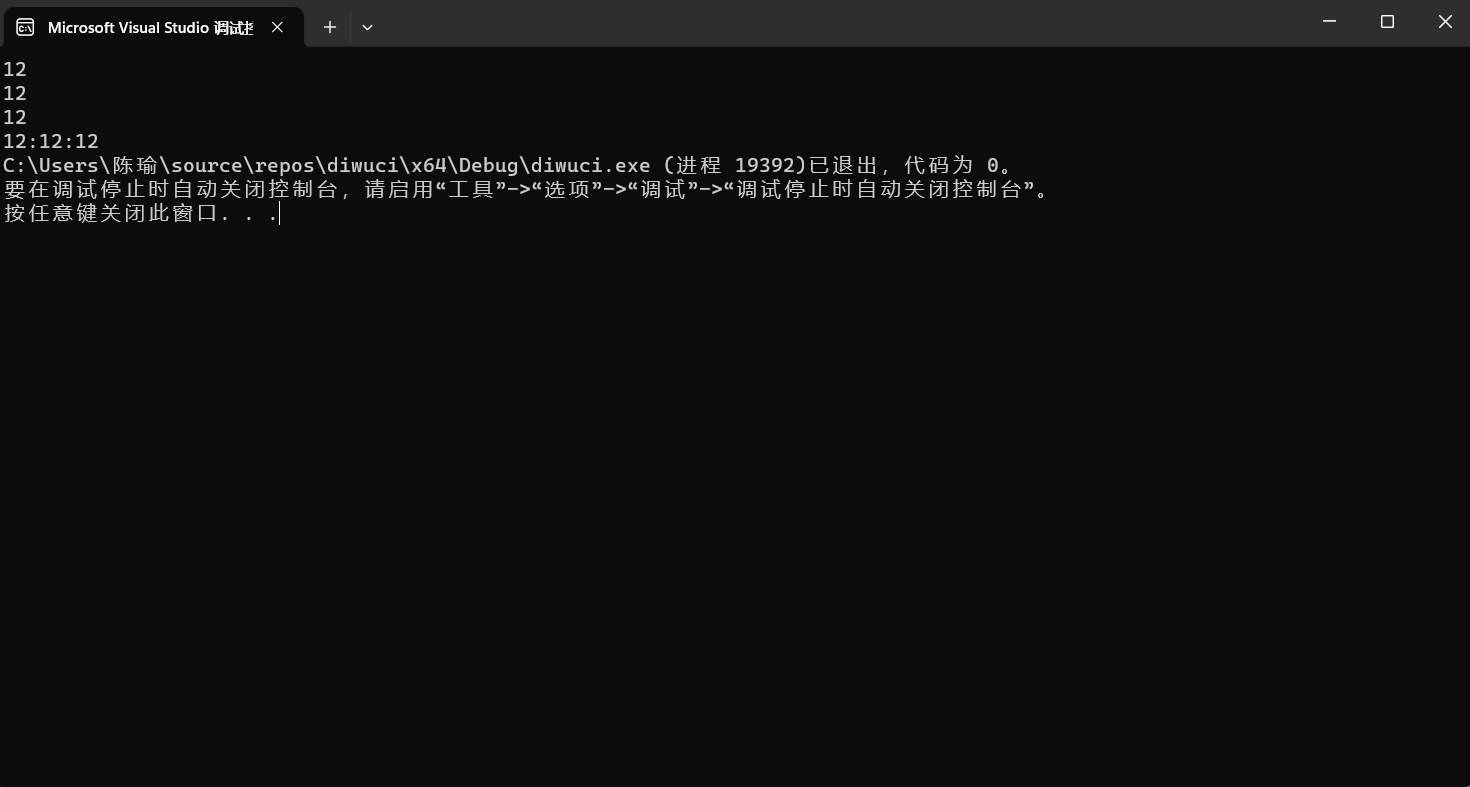 Microsoft Visual Studio 调试
12
12
12
12:12:12
C:\Users\陈瑜\source\repos\diwuci\x64\Debug\diwuci.exe (进程 19392)已退出，代码为 0。
要在调试停止时自动关闭控制台，请启用“工具”->“选项”->“调试”->“调试停止时自动关闭控制台”。
按任意键关闭此窗口. . .